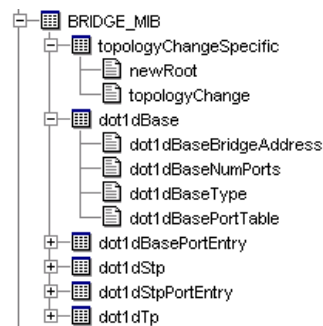 BRIDGE_MIB
topologyChangeSpecific
newRoot
topologyChange
dot1dBase
dot1dBaseBridgeAddress
dot1dBaseNumPorts
dot1dBaseType
dot1dBasePortTable
dot1dBasePortEntry
dot1dStp
dot1dStpPortEntry
dot1dTp